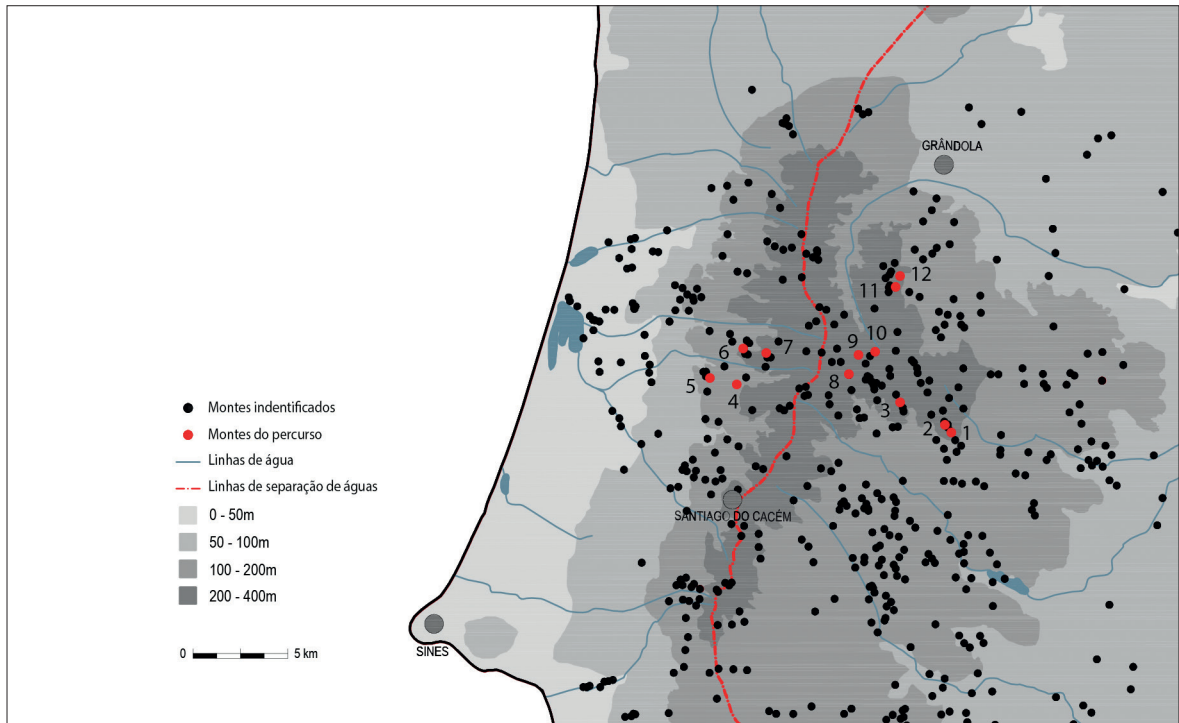 GRÂNDOLA
12
11
10
9
7
6
8
5
4
3
2
1
Montes indentificados
Montes do percurso
Linhas de água
Linhas de separação de águas
0 - 50m
50 - 100m
100 - 200m
200 - 400m
SANTIAGO DO CACÉM
SINES
0 5 km